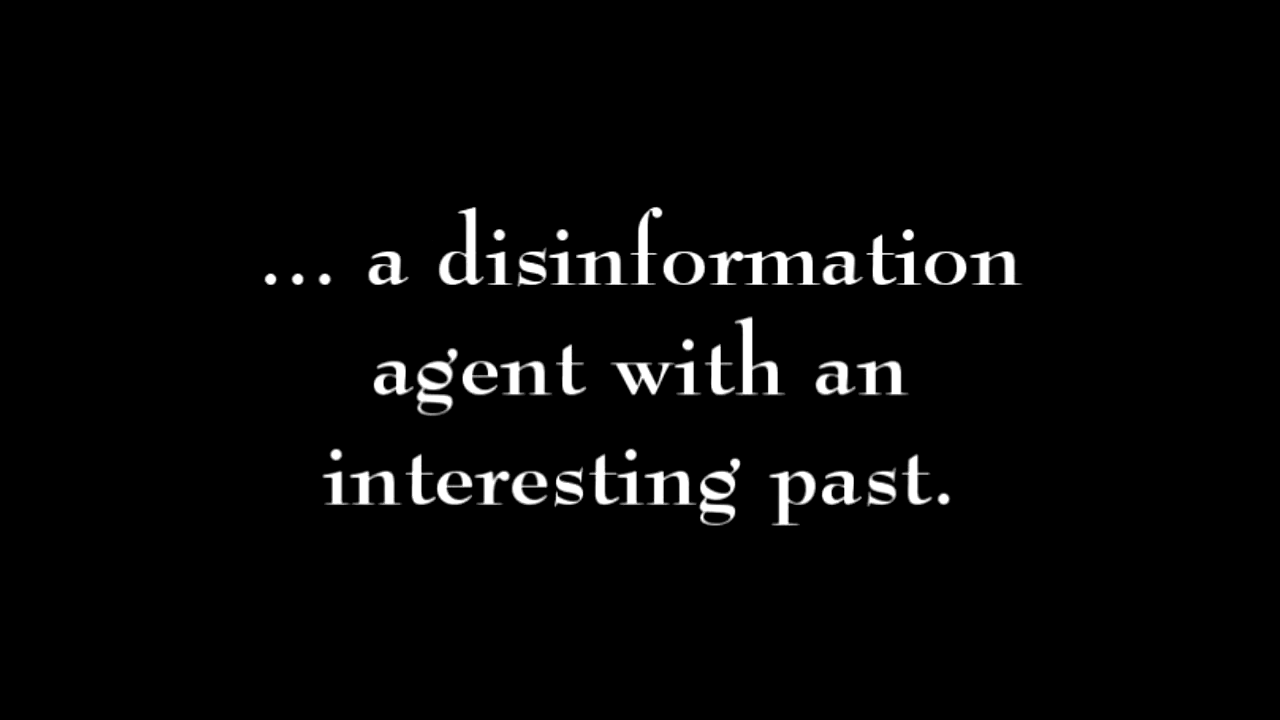 ... a disinformation
agent with an
interesting past.